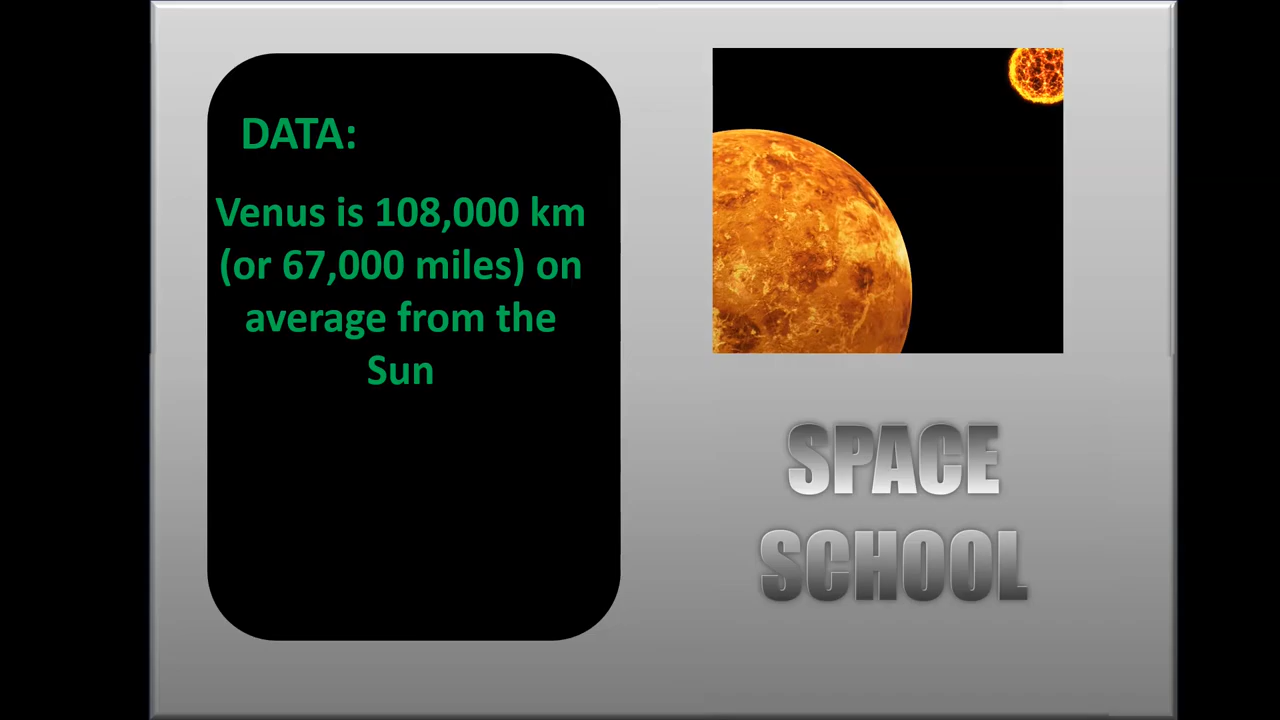 DATA:
Venus is 108,000 km
(or 67,000 miles) on
average from the
Sun
SPACE
SCHOOL